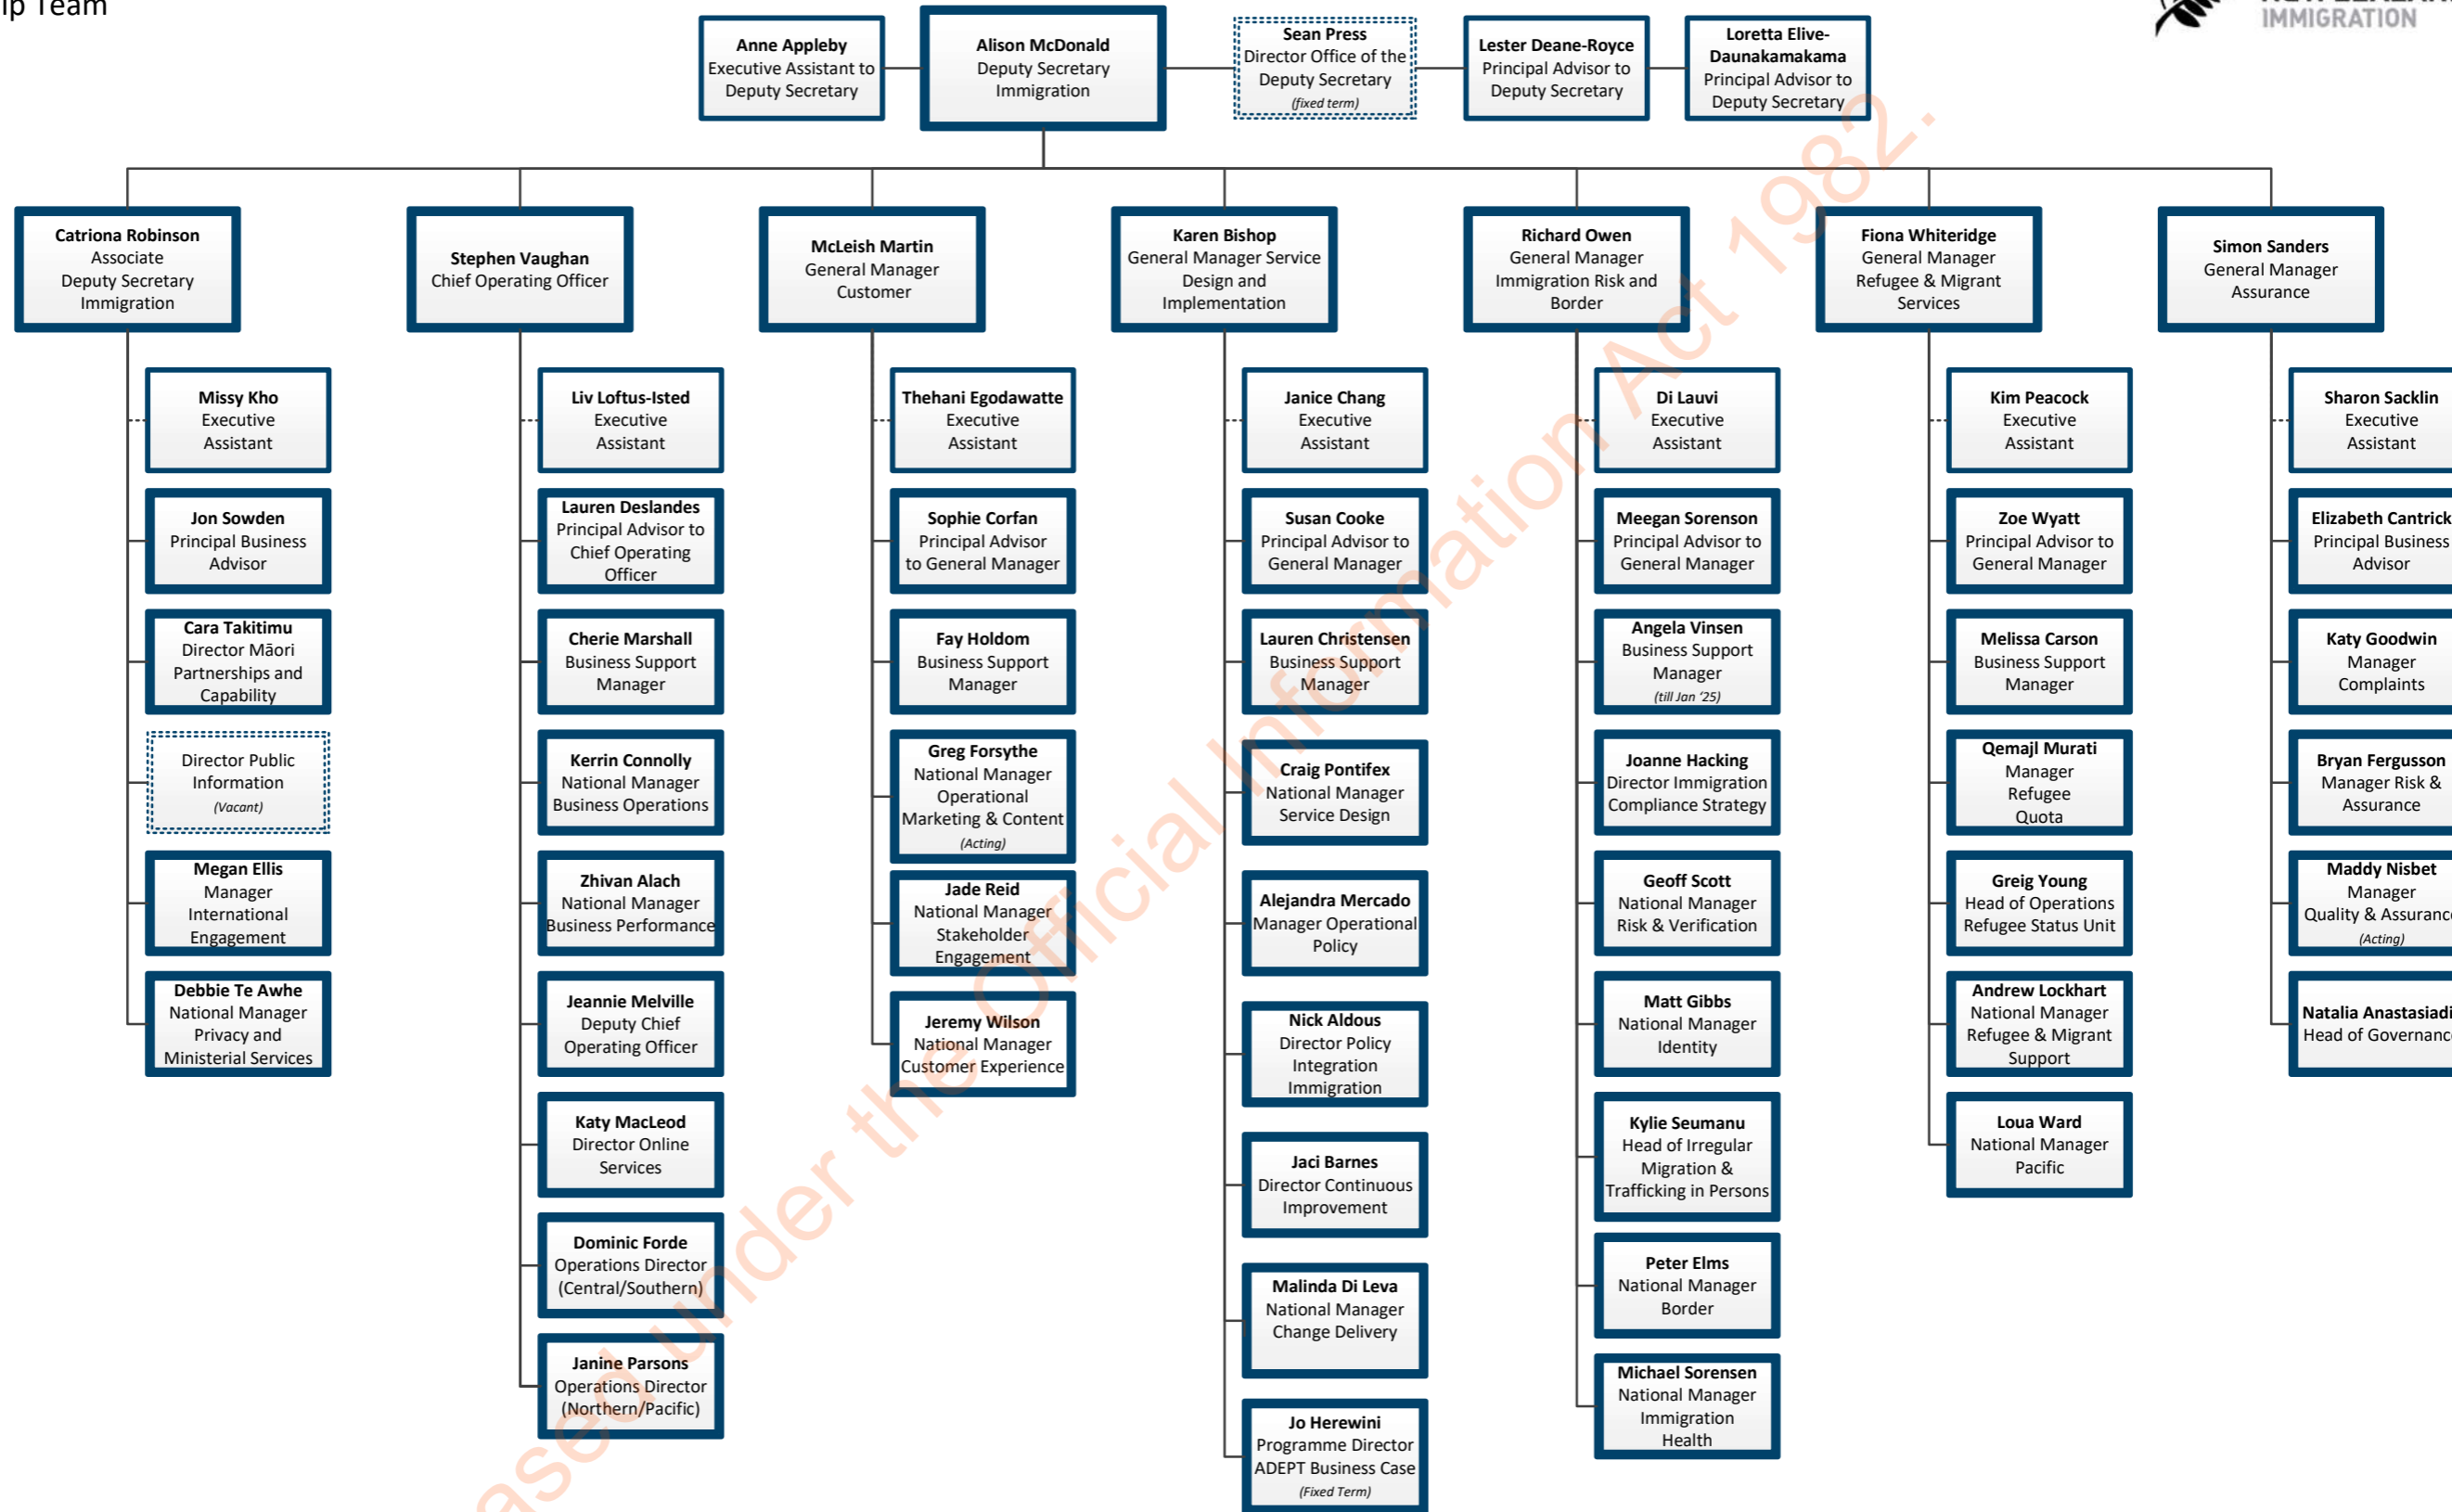 ip Team
IMMIGRATION
Anne Appleby
Executive Assistant to
Deputy Secretary
Alison McDonald
Deputy Secretary
Immigration
Sean Press
Director Office of the
Deputy Secretary
(fixed term)
Lester Deane-Royce
Principal Advisor to
Deputy Secretary
Loretta Elive-
Daunakamakama
Principal Advisor to
Deputy Secretary
Catriona Robinson
Associate
Deputy Secretary
Immigration
Missy Kho
Executive
Assistant
Jon Sowden
Principal Business
Advisor
Cara Takitimu
Director Māori
Partnerships and
Capability
Director Public
Information
(Vacant)
Megan Ellis
Manager
International
Engagement
Debbie Te Awhe
National Manager
Privacy and
Ministerial Services
Stephen Vaughan
Chief Operating Officer
Liv Loftus-Isted
Executive
Assistant
Lauren Deslandes
Principal Advisor to
Chief Operating
Officer
Cherie Marshall
Business Support
Manager
Kerrin Connolly
National Manager
Business Operations
Zhivan Alach
National Manager
Business Performance
Jeannie Melville
Deputy Chief
Operating Officer
Katy MacLeod
Director Online
Services
Dominic Forde
Operations Director
(Central/Southern)
Janine Parsons
Operations Director
(Northern/Pacific)
McLeish Martin
General Manager
Customer
Thehani Egodawatte
Executive
Assistant
Sophie Corfan
Principal Advisor
to General Manager
Fay Holdom
Business Support
Manager
Greg Forsythe
National Manager
Operational
Marketing & Content
(Acting)
Jade Reid
National Manager
Stakeholder
Engagement
Jeremy Wilson
National Manager
Customer Experience
Karen Bishop
General Manager Service
Design and
Implementation
Janice Chang
Executive
Assistant
Susan Cooke
Principal Advisor to
General Manager
Lauren Christensen
Business Support
Manager
Craig Pontifex
National Manager
Service Design
Alejandra Mercado
Manager Operational
Policy
Nick Aldous
Director Policy
Integration
Immigration
Jaci Barnes
Director Continuous
Improvement
Malinda Di Leva
National Manager
Change Delivery
Jo Herewini
Programme Director
ADEPT Business Case
(Fixed Term)
Richard Owen
General Manager
Immigration Risk and
Border
Di Lauvi
Executive
Assistant
Meegan Sorenson
Principal Advisor to
General Manager
Angela Vinsen
Business Support
Manager
(till Jan ‘25)
Joanne Hacking
Director Immigration
Compliance Strategy
Geoff Scott
National Manager
Risk & Verification
Matt Gibbs
National Manager
Identity
Kylie Seumanu
Head of Irregular
Migration &
Trafficking in Persons
Peter Elms
National Manager
Border
Michael Sorensen
National Manager
Immigration
Health
Fiona Whiteridge
General Manager
Refugee & Migrant
Services
Kim Peacock
Executive
Assistant
Zoe Wyatt
Principal Advisor to
General Manager
Melissa Carson
Business Support
Manager
Qemajl Murati
Manager
Refugee
Quota
Greig Young
Head of Operations
Refugee Status Unit
Andrew Lockhart
National Manager
Refugee & Migrant
Support
Loua Ward
National Manager
Pacific
Simon Sanders
General Manager
Assurance
Sharon Sacklin
Executive
Assistant
Elizabeth Cantrick
Principal Business
Advisor
Katy Goodwin
Manager
Complaints
Bryan Fergusson
Manager Risk &
Assurance
Maddy Nisbet
Manager
Quality & Assurance
(Acting)
Natalia Anastasiadi
Head of Governance
ased under the Official Information Act 1982.